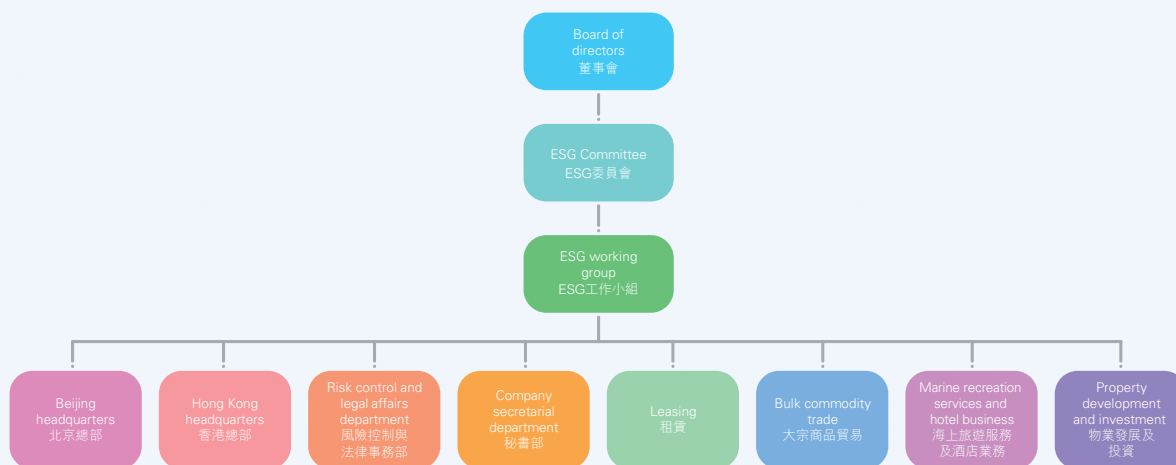 Board of
directors
董事會
ESG Committee
ESG委員會
ESG working
group
ESG工作小組
Beijing
headquarters
北京總部
Hong Kong
headquarters
香港總部
Risk control and
legal affairs
department
風險控制與
法律事務部
Company
secretarial
department
秘書部
Leasing
租賃
Bulk commodity
trade
大宗商品貿易
Marine recreation
services and
hotel business
海上旅遊服務
及酒店業務
Property
development
and investment
物業發展及
投資